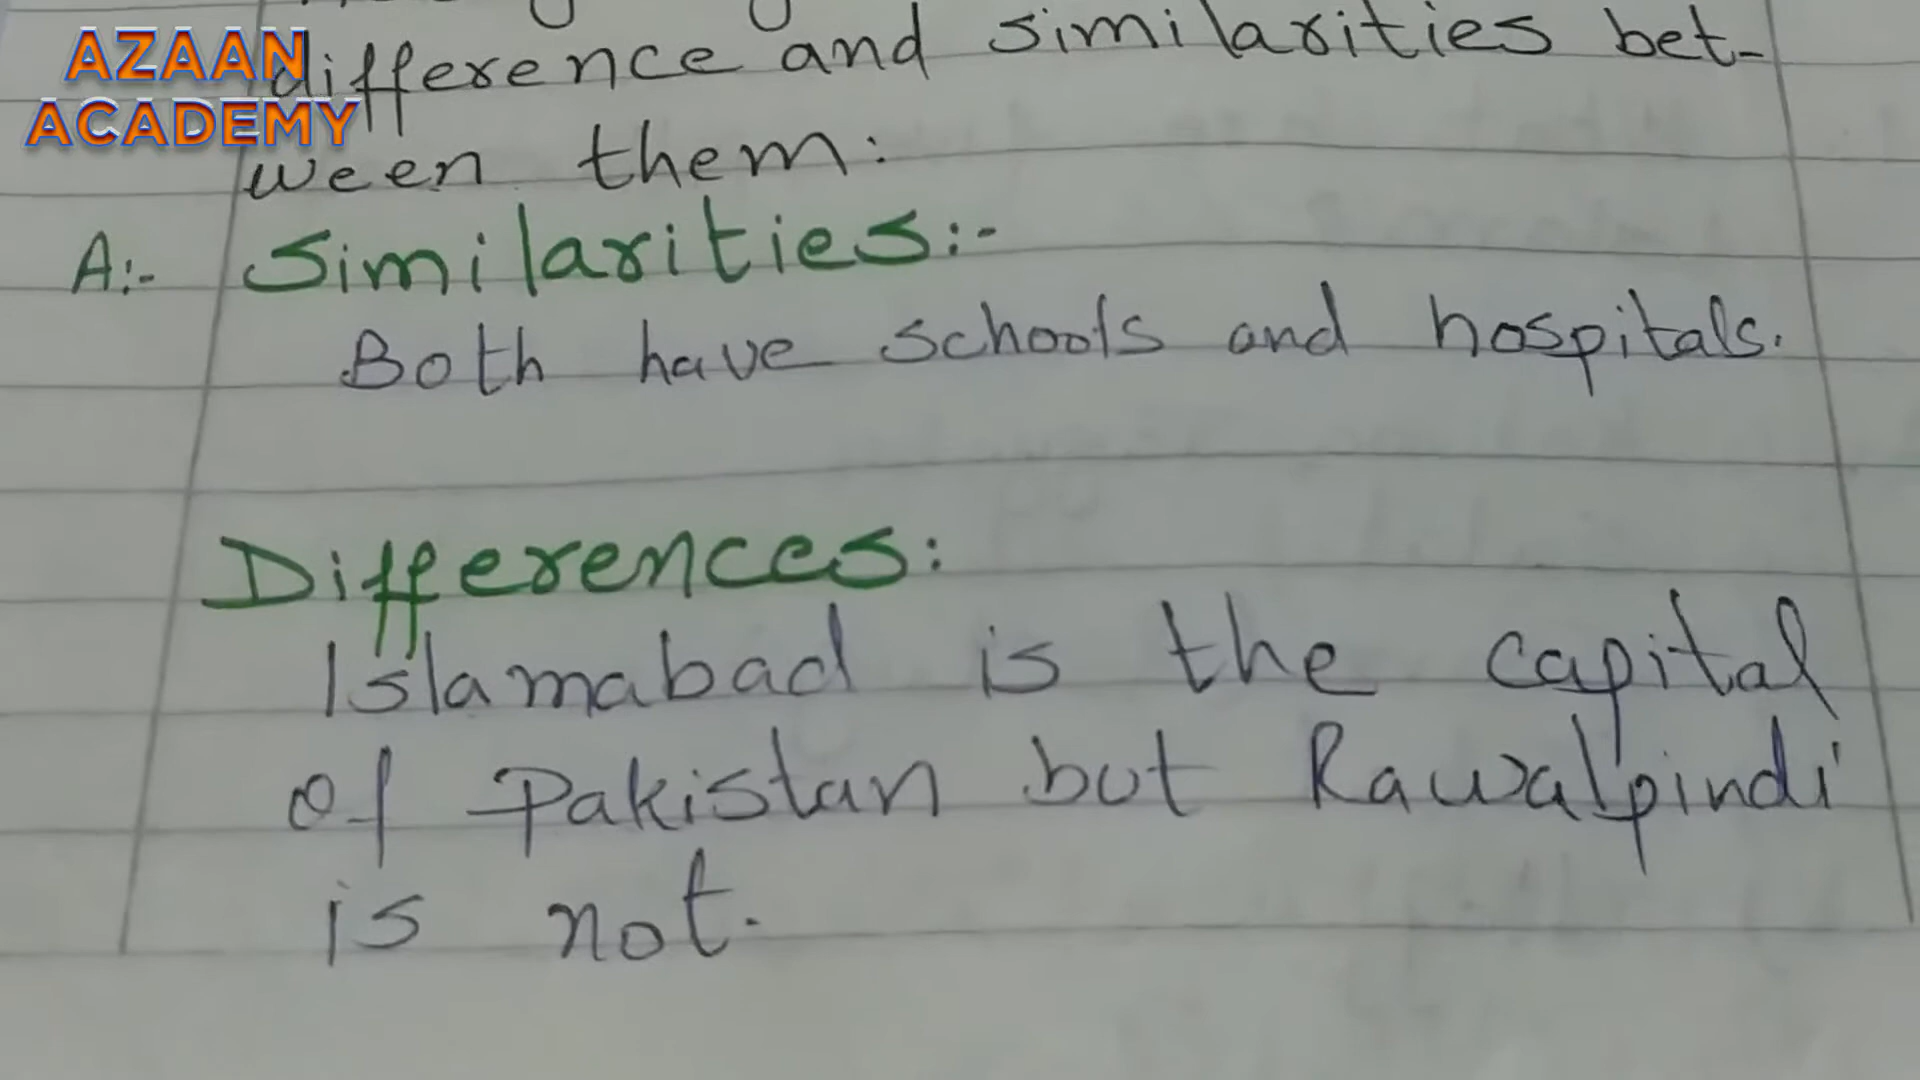 AZAAN
ACADEMY
difference and similarities bet-
ween them:
A:- Similarities:-
Both have schools and hospitals.
Differences:
Islamabad is the capital
of Pakistan but Rawalpindi
is not.